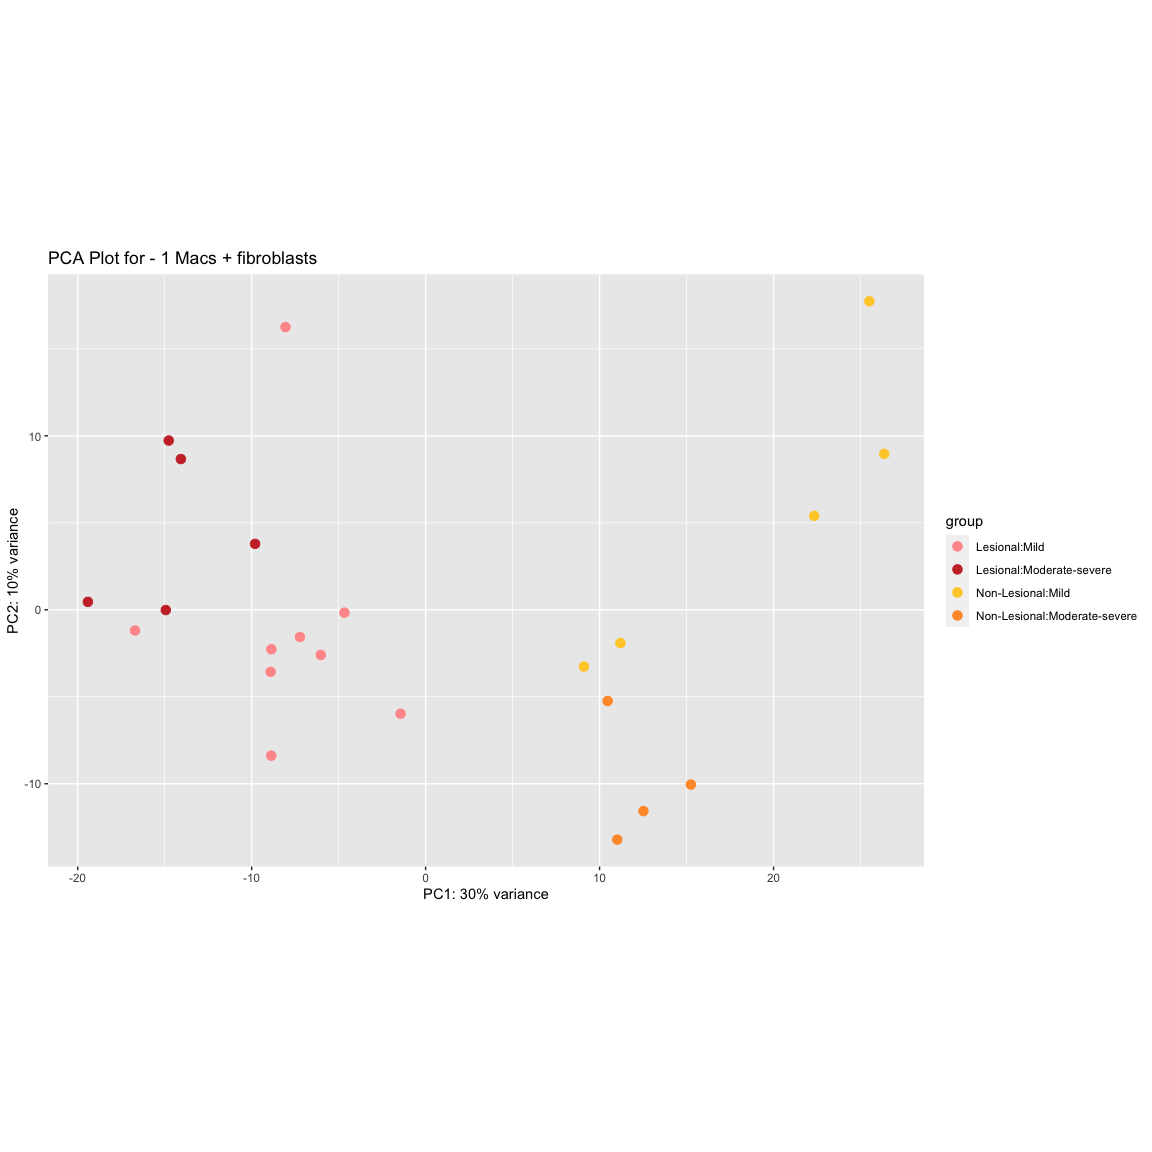 PCA Plot for - 1 Macs + fibroblasts
10
0
-10
PC2: 10% variance
-20
-10
0
10
20
PC1: 30% variance
group
Lesional:Mild
Lesional:Moderate-severe
Non-Lesional:Mild
Non-Lesional:Moderate-severe